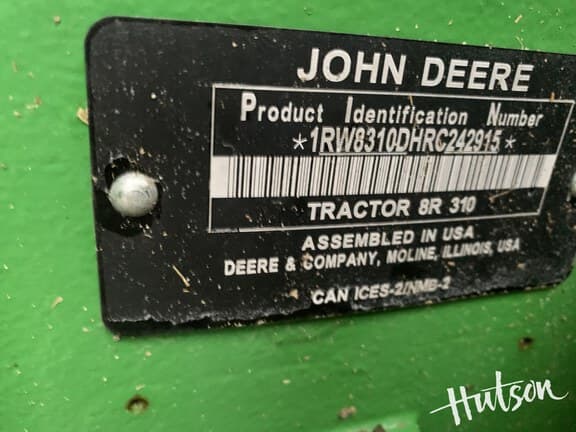 JOHN DEERE
Product Identification Number
*1RW8310DHRC242915*
TRACTOR 8R 310
ASSEMBLED IN USA
DEERE & COMPANY, MOLINE, ILLINOIS, USA
CAN ICES-2/NMB-2
Hutson